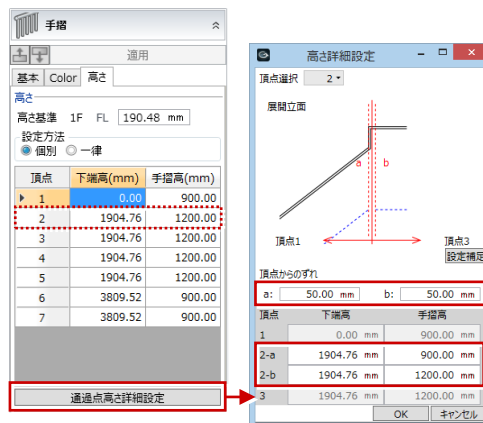 手摺
適用
基本 Color 高さ
高さ
高さ基準 1F FL 190.48 mm
設定方法
個別 一律
頂点 下端高(mm) 手摺高(mm)
1 0.00 900.00
2 1904.76 1200.00
3 1904.76 1200.00
4 1904.76 1200.00
5 1904.76 1200.00
6 3809.52 900.00
7 3809.52 900.00
通過点高さ詳細設定
高さ詳細設定
頂点選択 2
展開立面
a b
頂点1 頂点3
設定補足
頂点からのずれ
a: 50.00 mm b: 50.00 mm
頂点 下端高 手摺高
1 0.00 mm 900.00 mm
2-a 1904.76 mm 900.00 mm
2-b 1904.76 mm 1200.00 mm
3 1904.76 mm 1200.00 mm
OK キャンセル